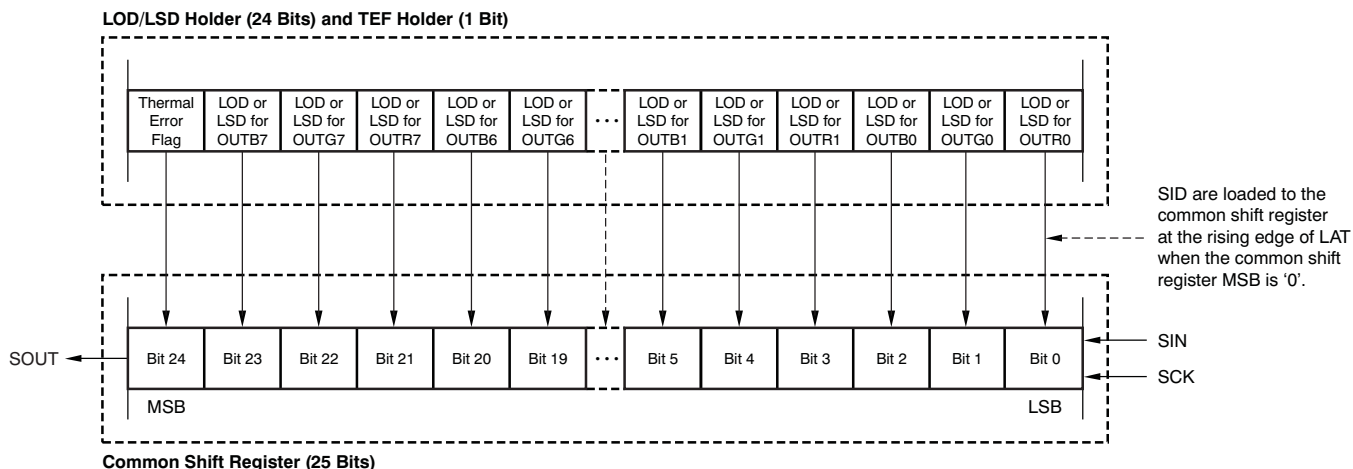 LOD/LSD Holder (24 Bits) and TEF Holder (1 Bit)
Thermal
Error
Flag
LOD or
LSD for
OUTB7
LOD or
LSD for
OUTG7
LOD or
LSD for
OUTR7
LOD or
LSD for
OUTB6
LOD or
LSD for
OUTG6
• • •
LOD or
LSD for
OUTB1
LOD or
LSD for
OUTG1
LOD or
LSD for
OUTR1
LOD or
LSD for
OUTB0
LOD or
LSD for
OUTG0
LOD or
LSD for
OUTR0
SID are loaded to the
common shift register
at the rising edge of LAT
when the common shift
register MSB is ‘0’.
SOUT
Bit 24
Bit 23
Bit 22
Bit 21
Bit 20
Bit 19
• • •
Bit 5
Bit 4
Bit 3
Bit 2
Bit 1
Bit 0
SIN
SCK
MSB
LSB
Common Shift Register (25 Bits)